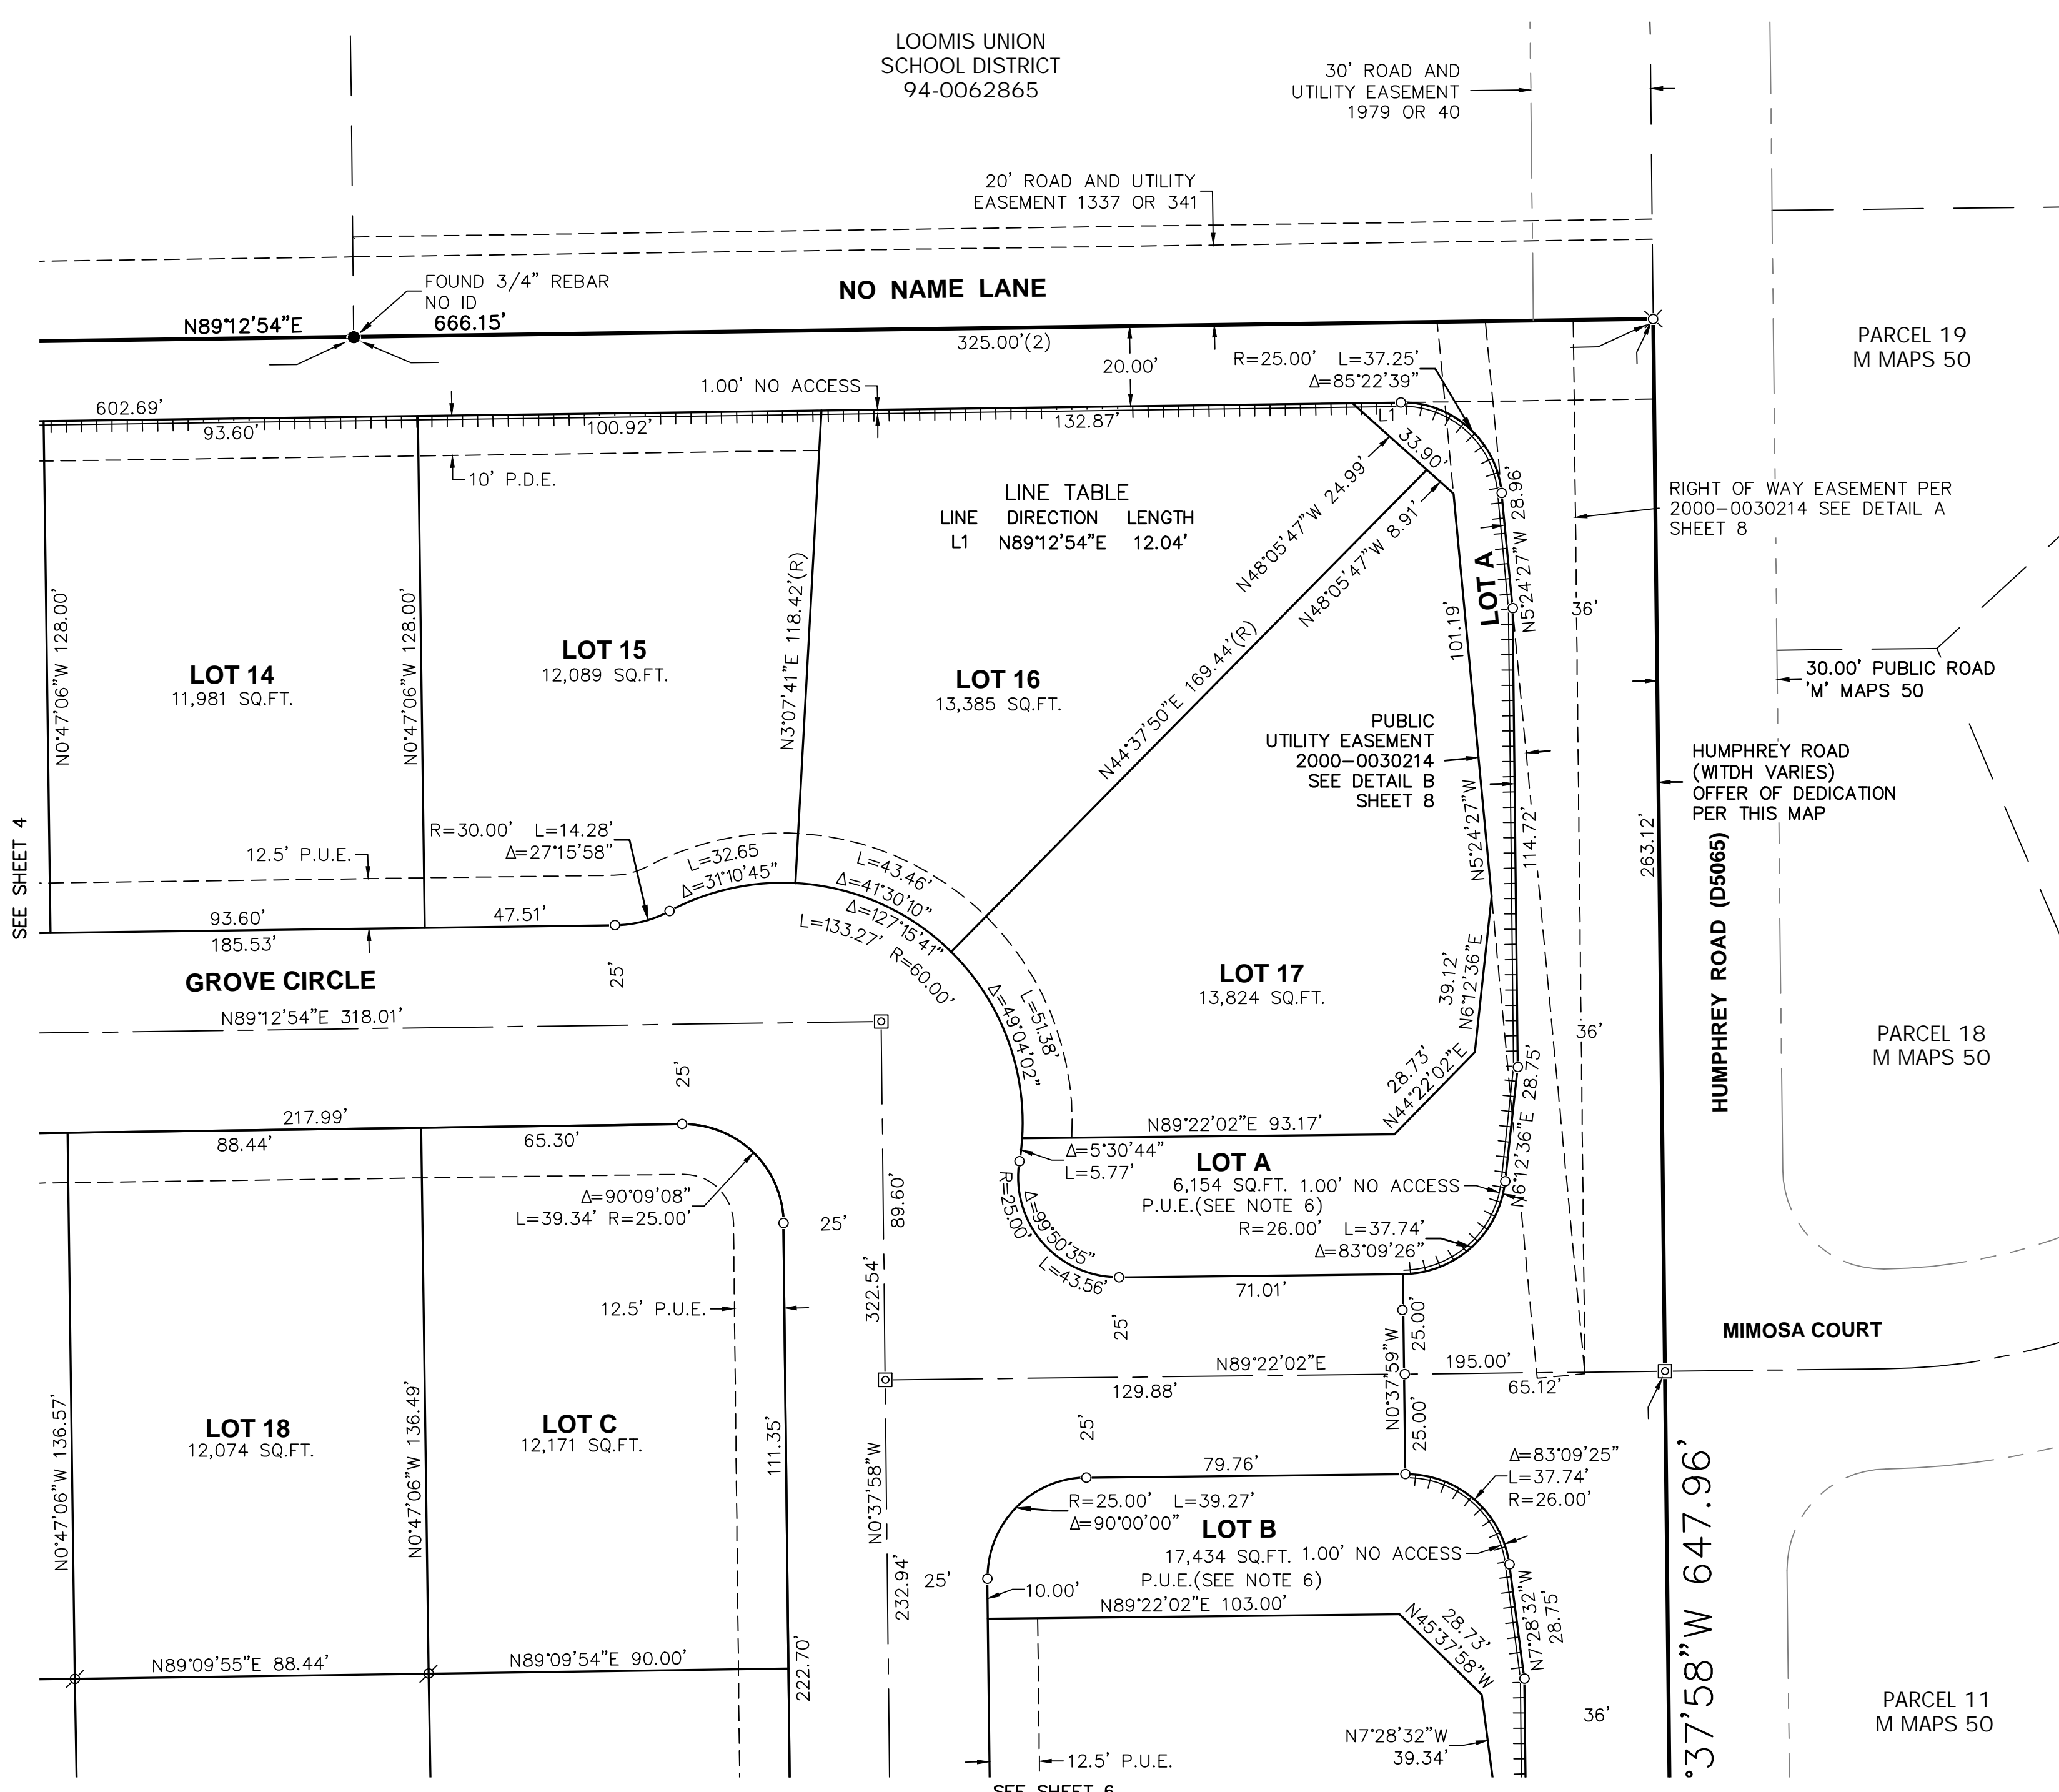 LOOMIS UNION
SCHOOL DISTRICT
94-0062865
30' ROAD AND
UTILITY EASEMENT
1979 OR 40
20' ROAD AND UTILITY
EASEMENT 1337 OR 341
FOUND 3/4" REBAR
NO ID
N89°12'54"E
666.15'
NO NAME LANE
325.00'(2)
20.00'
R=25.00' L=37.25'
Δ=85°22'39"
PARCEL 19
M MAPS 50
1.00' NO ACCESS
602.69'
93.60'
100.92'
132.87'
L1
33.90'
10' P.D.E.
LINE TABLE
LINE DIRECTION LENGTH
L1 N89°12'54"E 12.04'
N48°05'47"W 24.99'
N48°05'47"W 8.91'
N5°24'27"W 28.96'
LOT A
RIGHT OF WAY EASEMENT PER
2000-0030214 SEE DETAIL A
SHEET 8
36'
101.19'
N5°24'27"W
N0°47'06"W 128.00'
N0°47'06"W 128.00'
N3°07'41"E 118.42'(R)
N44°37'50"E 169.44'(R)
LOT 14
11,981 SQ.FT.
LOT 15
12,089 SQ.FT.
LOT 16
13,385 SQ.FT.
30.00' PUBLIC ROAD
'M' MAPS 50
PUBLIC
UTILITY EASEMENT
2000-0030214
SEE DETAIL B
SHEET 8
HUMPHREY ROAD
(WITDH VARIES)
OFFER OF DEDICATION
PER THIS MAP
114.72'
263.12'
HUMPHREY ROAD (D5065)
SEE SHEET 4
R=30.00' L=14.28'
Δ=27°15'58"
12.5' P.U.E.
L=32.65
Δ=31°10'45"
L=43.46'
Δ=41°30'10"
Δ=127°15'41"
L=133.27' R=60.00'
93.60'
185.53'
47.51'
25'
GROVE CIRCLE
N89°12'54"E 318.01'
L=51.38'
Δ=49°04'02"
LOT 17
13,824 SQ.FT.
39.12'
N6°12'36"E
28.73'
N44°22'02"E
36'
PARCEL 18
M MAPS 50
25'
217.99'
88.44'
65.30'
N89°22'02"E 93.17'
Δ=5°30'44"
L=5.77'
LOT A
6,154 SQ.FT.
1.00' NO ACCESS
P.U.E.(SEE NOTE 6)
R=26.00' L=37.74'
Δ=83°09'26"
N6°12'36"E 28.75'
Δ=90°09'08"
L=39.34' R=25.00'
25'
89.60'
R=25.00'
Δ=99°50'35"
L=43.56'
71.01'
322.54'
12.5' P.U.E.
25'
25.00'
N0°37'59"W
MIMOSA COURT
N89°22'02"E
195.00'
129.88'
65.12'
25.00'
25'
LOT 18
12,074 SQ.FT.
LOT C
12,171 SQ.FT.
N0°47'06"W 136.57'
N0°47'06"W 136.49'
111.35'
N0°37'58"W
79.76'
Δ=83°09'25"
L=37.74'
R=26.00'
R=25.00' L=39.27'
Δ=90°00'00"
LOT B
17,434 SQ.FT.
1.00' NO ACCESS
P.U.E.(SEE NOTE 6)
25'
232.94'
10.00'
N89°22'02"E 103.00'
28.73'
N45°37'58"W
N7°28'32"W
28.75'
°37'58"W 647.96'
N89°09'55"E 88.44'
N89°09'54"E 90.00'
222.70'
36'
PARCEL 11
M MAPS 50
N7°28'32"W
39.34'
12.5' P.U.E.
SEE SHEET 6